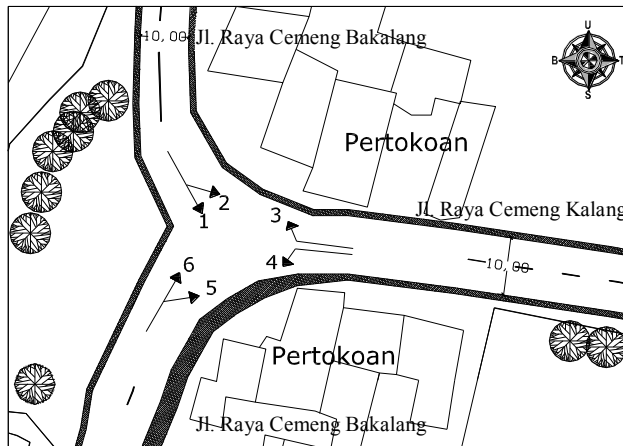 10,00 Jl. Raya Cemeng Bakalang
U
B T
S
Pertokoan
2
1
3
Jl. Raya Cemeng Kalang
4
10,00
6
5
Pertokoan
Jl. Raya Cemeng Bakalang